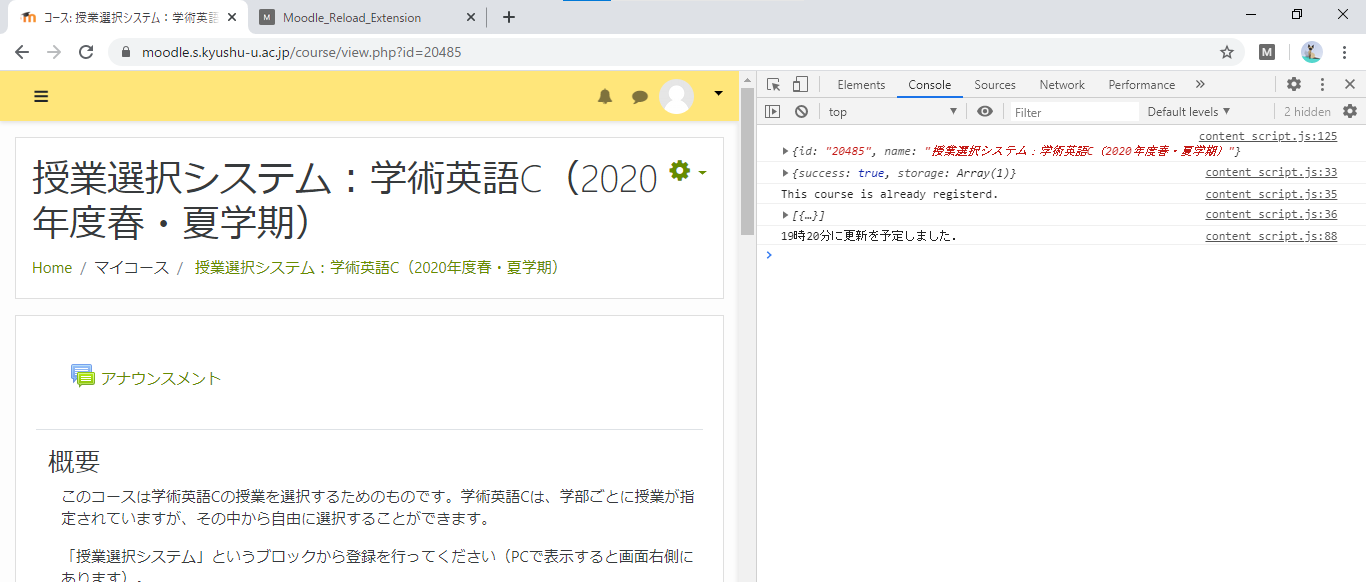 コース: 授業選択システム：学術英語
Moodle_Reload_Extension
moodle.s.kyushu-u.ac.jp/course/view.php?id=20485
M
授業選択システム：学術英語C（2020
年度春・夏学期）
Home / マイコース / 授業選択システム：学術英語C（2020年度春・夏学期）
アナウンスメント
概要
このコースは学術英語Cの授業を選択するためのものです。学術英語Cは、学部ごとに授業が指
定されていますが、その中から自由に選択することができます。
「授業選択システム」というブロックから登録を行ってください（PCで表示すると画面右側に
あります）。
Elements Console Sources Network Performance
top Filter Default levels 2 hidden
content_script.js:125
{id: "20485", name: "授業選択システム：学術英語C（2020年度春・夏学期）"}
{success: true, storage: Array(1)} content_script.js:33
This course is already registerd. content_script.js:35
[{…}] content_script.js:36
19時20分に更新を予定しました. content_script.js:88